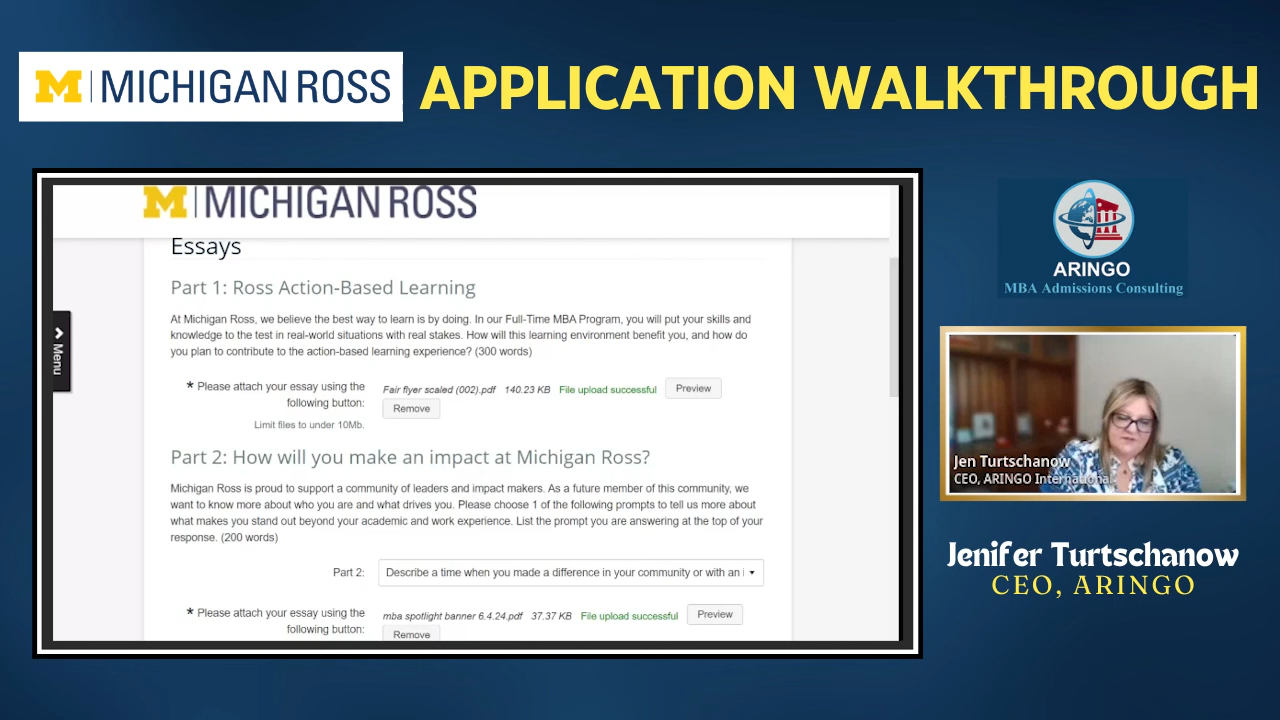 M | MICHIGAN ROSS
APPLICATION WALKTHROUGH
M | MICHIGAN ROSS
Essays
Part 1: Ross Action-Based Learning
At Michigan Ross, we believe the best way to learn is by doing. In our Full-Time MBA Program, you will put your skills and
knowledge to the test in real-world situations with real stakes. How will this learning environment benefit you, and how do
you plan to contribute to the action-based learning experience? (300 words)
* Please attach your essay using the
following button:
Limit files to under 10Mb.
Fair flyer scaled (002).pdf 140.23 KB File upload successful Preview
Remove
Part 2: How will you make an impact at Michigan Ross?
Michigan Ross is proud to support a community of leaders and impact makers. As a future member of this community, we
want to know more about who you are and what drives you. Please choose 1 of the following prompts to tell us more about
what makes you stand out beyond your academic and work experience. List the prompt you are answering at the top of your
response. (200 words)
Part 2: Describe a time when you made a difference in your community or with an i
* Please attach your essay using the
following button:
mba spotlight banner 6.4.24.pdf 37.37 KB File upload successful Preview
Remove
Menu
ARINGO
MBA Admissions Consulting
Jen Turtschanow
CEO, ARINGO International
Jenifer Turtschanow
CEO, ARINGO